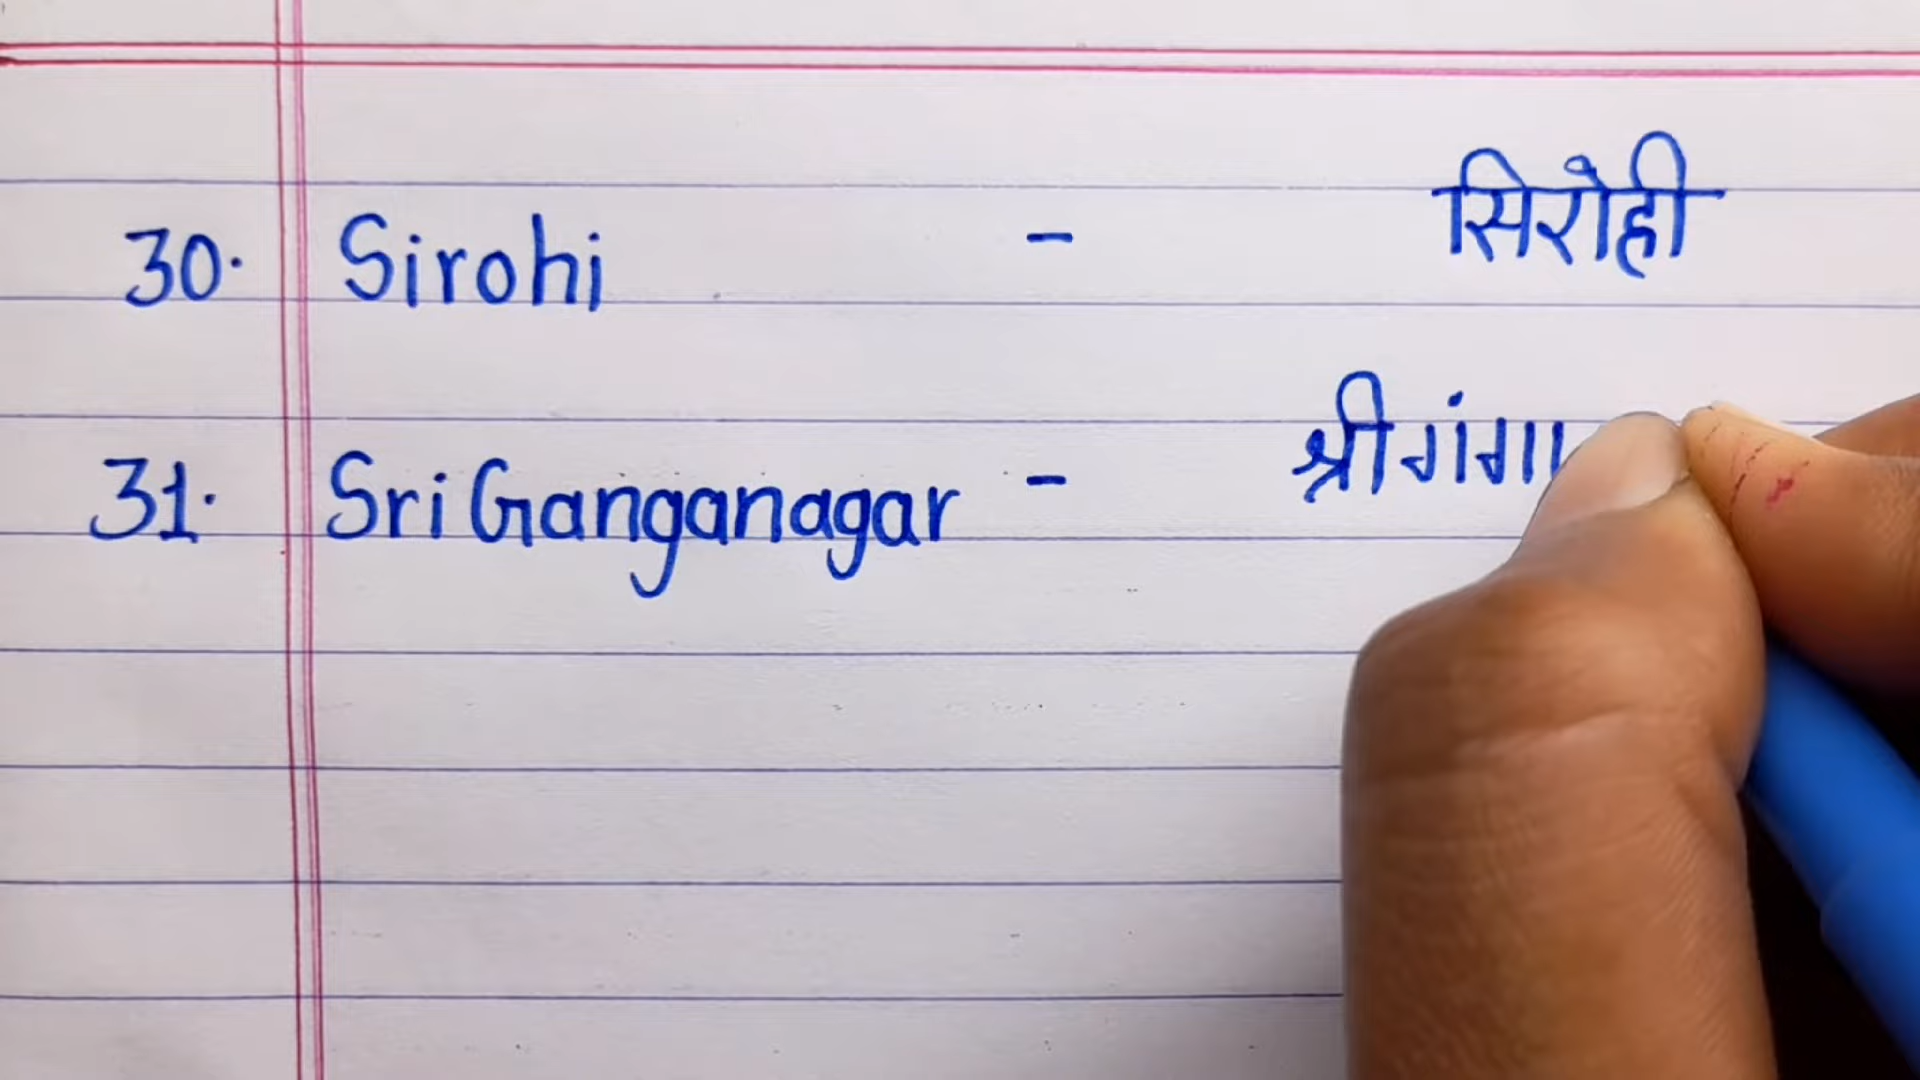 30. Sirohi - सिरोही
31. Sri Ganganagar - श्रीगंगा